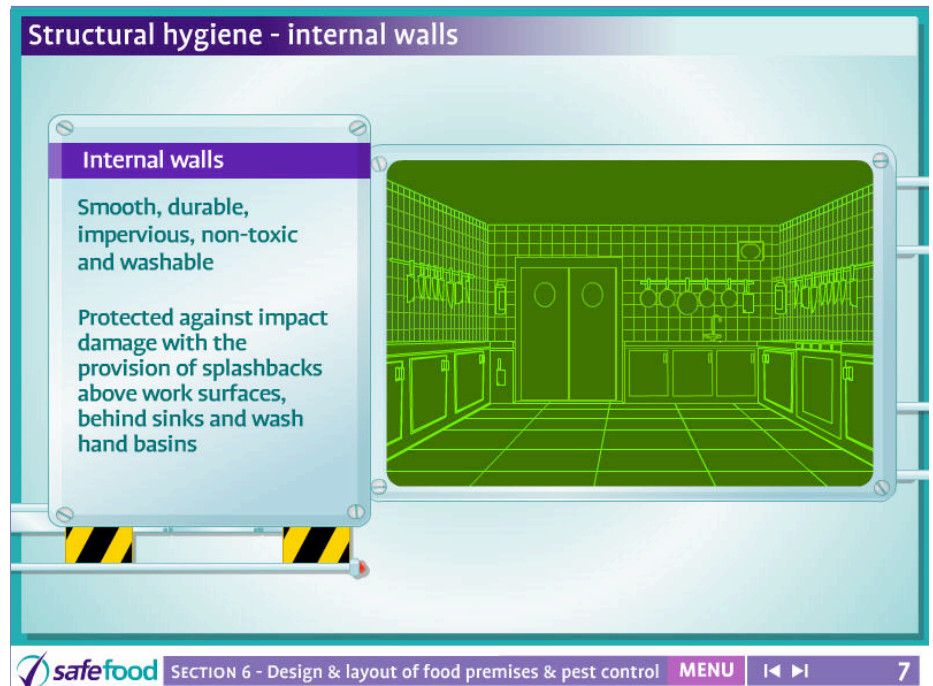 Structural hygiene - internal walls
Internal walls
Smooth, durable,
impervious, non-toxic
and washable
Protected against impact
damage with the
provision of splashbacks
above work surfaces,
behind sinks and wash
hand basins
safefood
SECTION 6 - Design & layout of food premises & pest control
MENU
7